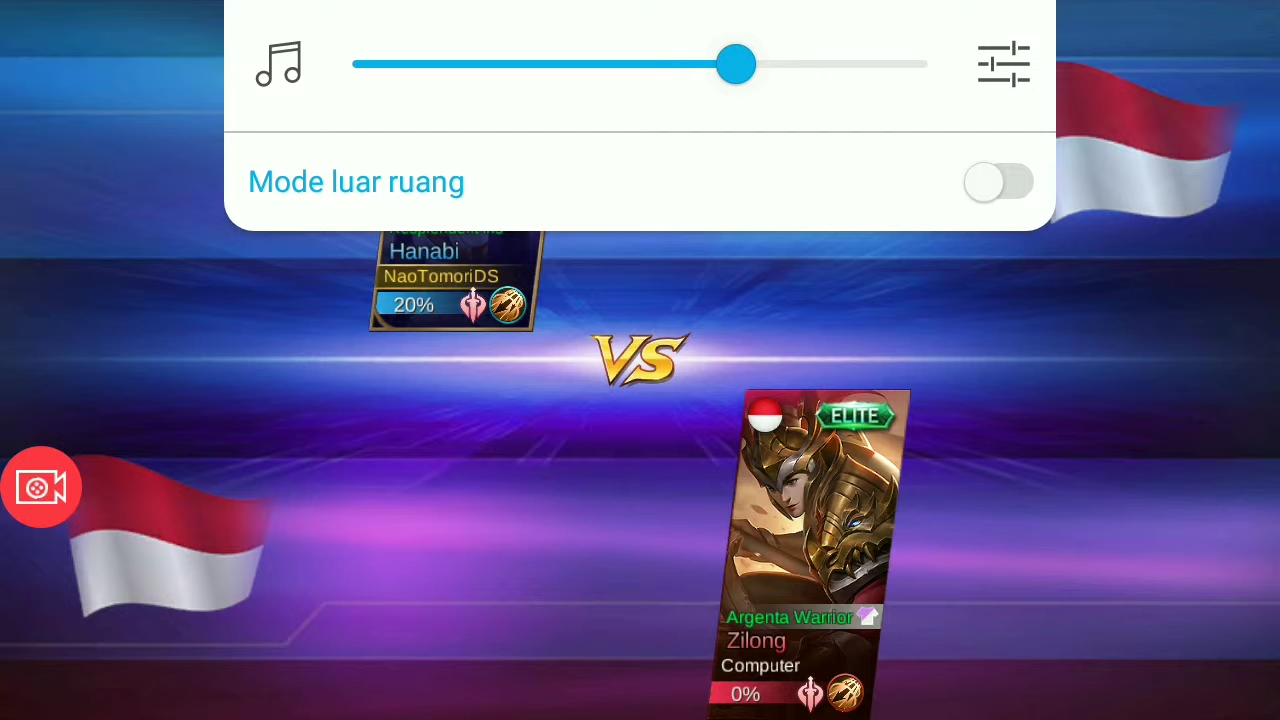 Mode luar ruang
Hanabi
NaoTomoriDS
20%
VS
ELITE
Argenta Warrior
Zilong
Computer
0%